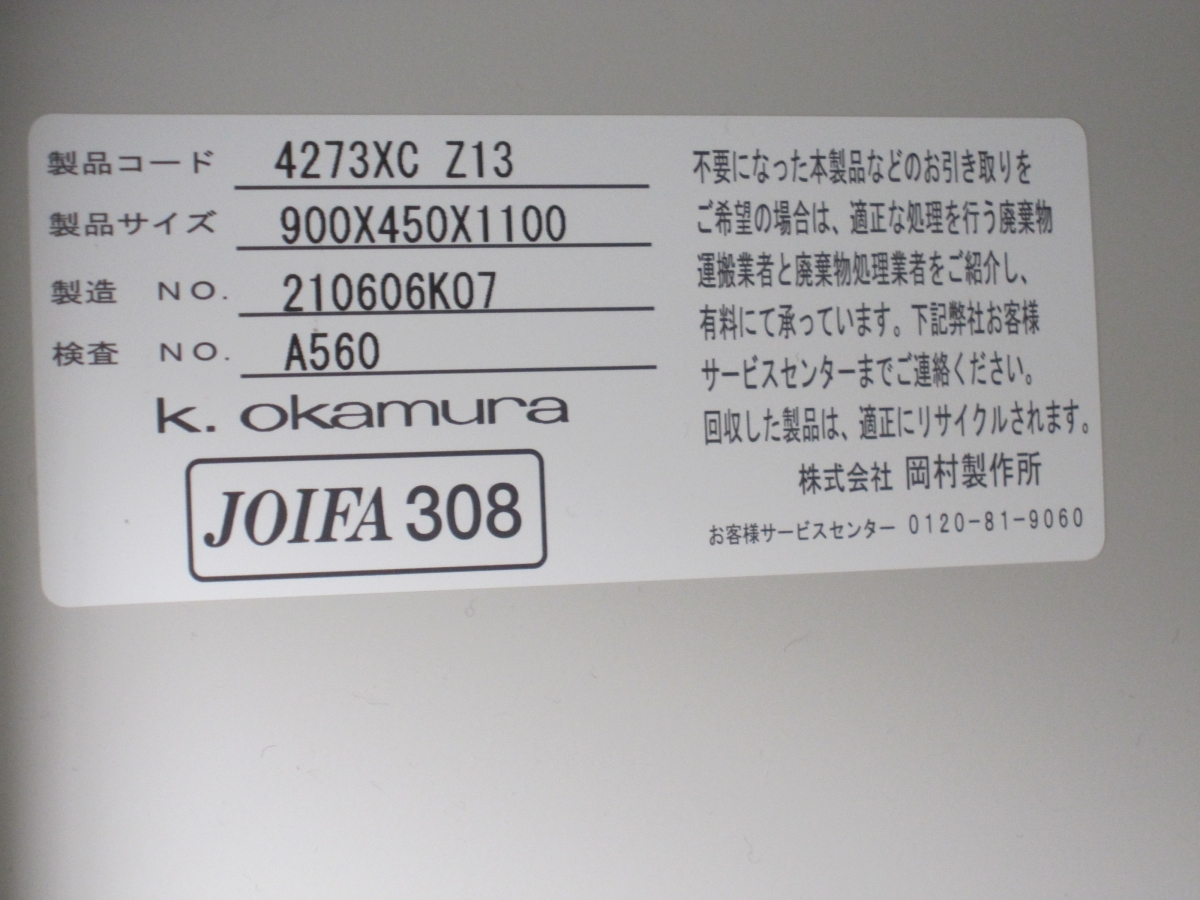 製品コード 4273XC Z13
製品サイズ 900X450X1100
製造 NO. 210606K07
検査 NO. A560
k. okamura
JOIFA 308
不要になった本製品などのお引き取りを
ご希望の場合は、適正な処理を行う廃棄物
運搬業者と廃棄物処理業者をご紹介し、
有料にて承っています。下記弊社お客様
サービスセンターまでご連絡ください。
回収した製品は、適正にリサイクルされます。
株式会社 岡村製作所
お客様サービスセンター 0120-81-9060